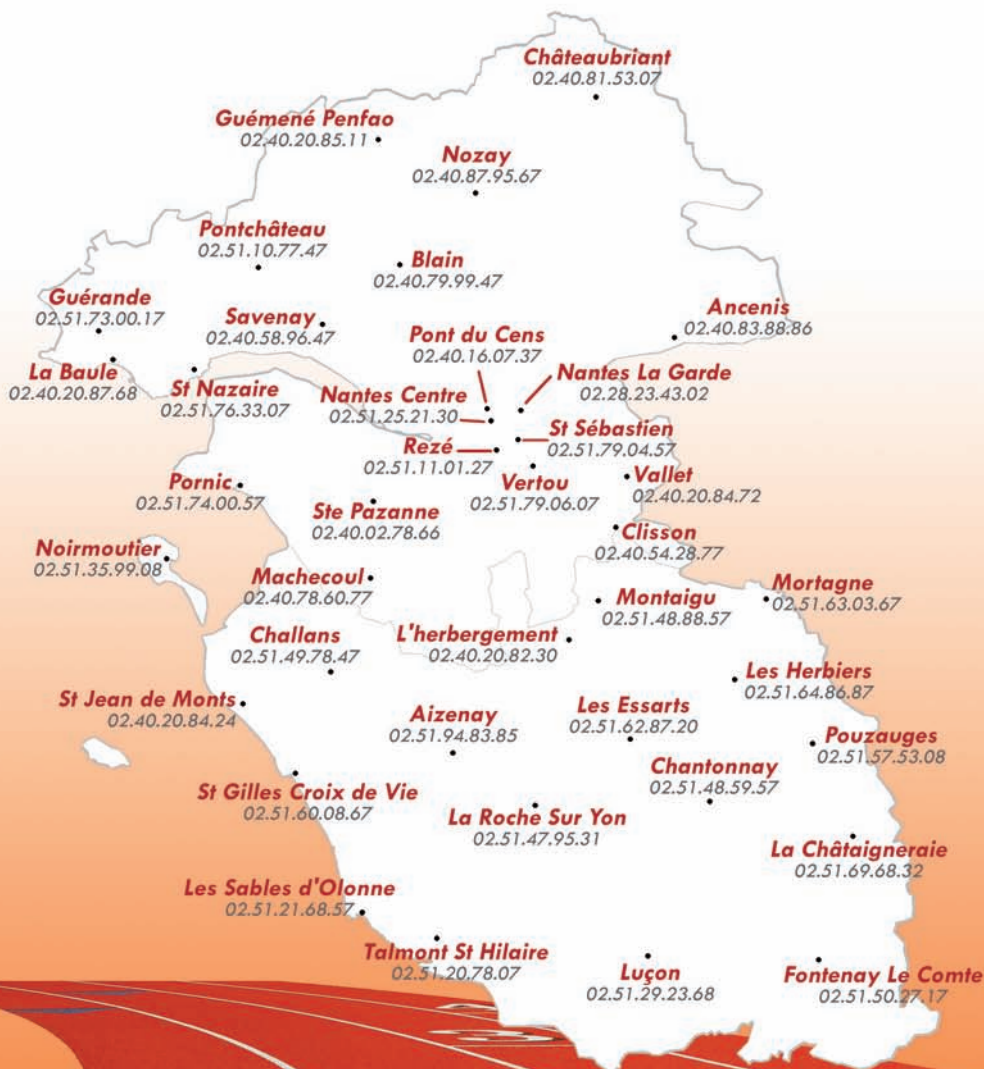 Châteaubriant
02.40.81.53.07
Guémené Penfao
02.40.20.85.11
Nozay
02.40.87.95.67
Pontchâteau
02.51.10.77.47
Blain
02.40.79.99.47
Guérande
02.51.73.00.17
Savenay
02.40.58.96.47
Ancenis
02.40.83.88.86
Pont du Cens
02.40.16.07.37
La Baule
02.40.20.87.68
St Nazaire
02.51.76.33.07
Nantes Centre
02.51.25.21.30
Nantes La Garde
02.28.23.43.02
St Sébastien
02.51.79.04.57
Rezé
02.51.11.01.27
Vertou
02.51.79.06.07
Vallet
02.40.20.84.72
Pornic
02.51.74.00.57
Ste Pazanne
02.40.02.78.66
Clisson
02.40.54.28.77
Noirmoutier
02.51.35.99.08
Machecoul
02.40.78.60.77
Montaigu
02.51.48.88.57
Mortagne
02.51.63.03.67
Challans
02.51.49.78.47
L'herbergement
02.40.20.82.30
Les Herbiers
02.51.64.86.87
St Jean de Monts
02.40.20.84.24
Aizenay
02.51.94.83.85
Les Essarts
02.51.62.87.20
Pouzauges
02.51.57.53.08
Chantonnay
02.51.48.59.57
St Gilles Croix de Vie
02.51.60.08.67
La Roche Sur Yon
02.51.47.95.31
La Châtaigneraie
02.51.69.68.32
Les Sables d'Olonne
02.51.21.68.57
Talmont St Hilaire
02.51.20.78.07
Luçon
02.51.29.23.68
Fontenay Le Comte
02.51.50.27.17